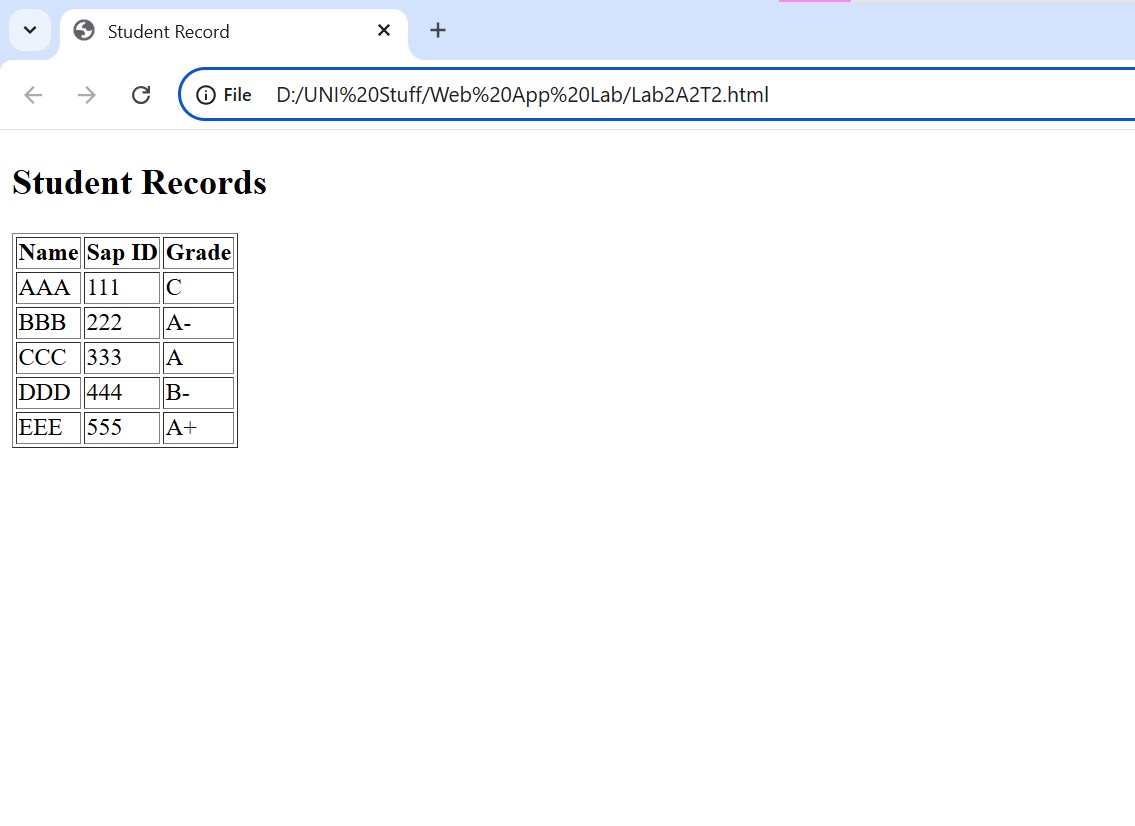 Student Record
File D:/UNI%20Stuff/Web%20App%20Lab/Lab2A2T2.html
Student Records
Name Sap ID Grade
AAA 111 C
BBB 222 A-
CCC 333 A
DDD 444 B-
EEE 555 A+